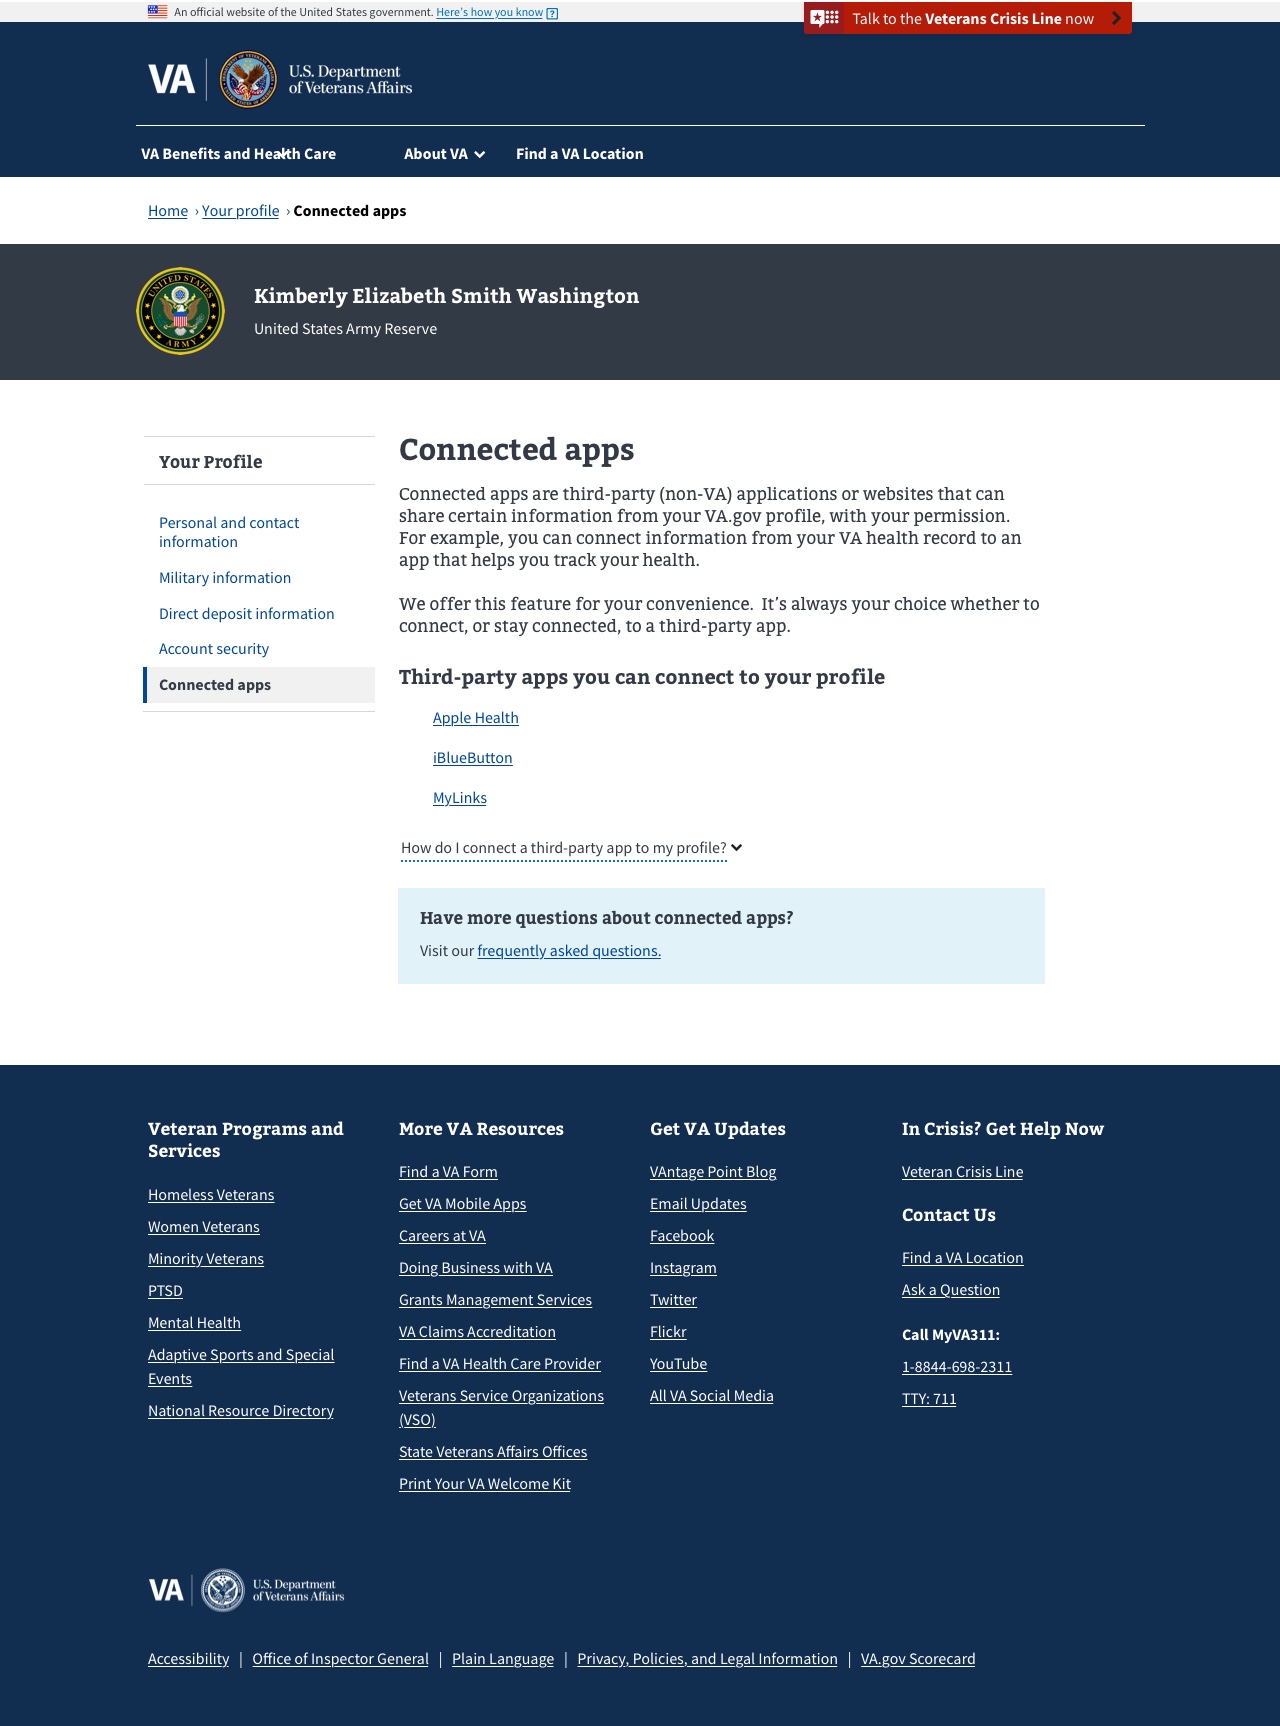 An official website of the United States government. Here's how you know
Talk to the Veterans Crisis Line now
VA
U.S. Department
of Veterans Affairs
VA Benefits and Health Care
About VA
Find a VA Location
Home › Your profile › Connected apps
UNITED STATES
ARMY
Kimberly Elizabeth Smith Washington
United States Army Reserve
Your Profile
Personal and contact
information
Military information
Direct deposit information
Account security
Connected apps
Connected apps
Connected apps are third-party (non-VA) applications or websites that can
share certain information from your VA.gov profile, with your permission.
For example, you can connect information from your VA health record to an
app that helps you track your health.
We offer this feature for your convenience. It’s always your choice whether to
connect, or stay connected, to a third-party app.
Third-party apps you can connect to your profile
Apple Health
iBlueButton
MyLinks
How do I connect a third-party app to my profile?
Have more questions about connected apps?
Visit our frequently asked questions.
Veteran Programs and
Services
Homeless Veterans
Women Veterans
Minority Veterans
PTSD
Mental Health
Adaptive Sports and Special
Events
National Resource Directory
More VA Resources
Find a VA Form
Get VA Mobile Apps
Careers at VA
Doing Business with VA
Grants Management Services
VA Claims Accreditation
Find a VA Health Care Provider
Veterans Service Organizations
(VSO)
State Veterans Affairs Offices
Print Your VA Welcome Kit
Get VA Updates
VAntage Point Blog
Email Updates
Facebook
Instagram
Twitter
Flickr
YouTube
All VA Social Media
In Crisis? Get Help Now
Veteran Crisis Line
Contact Us
Find a VA Location
Ask a Question
Call MyVA311:
1-8844-698-2311
TTY: 711
VA
U.S. Department
of Veterans Affairs
Accessibility | Office of Inspector General | Plain Language | Privacy, Policies, and Legal Information | VA.gov Scorecard